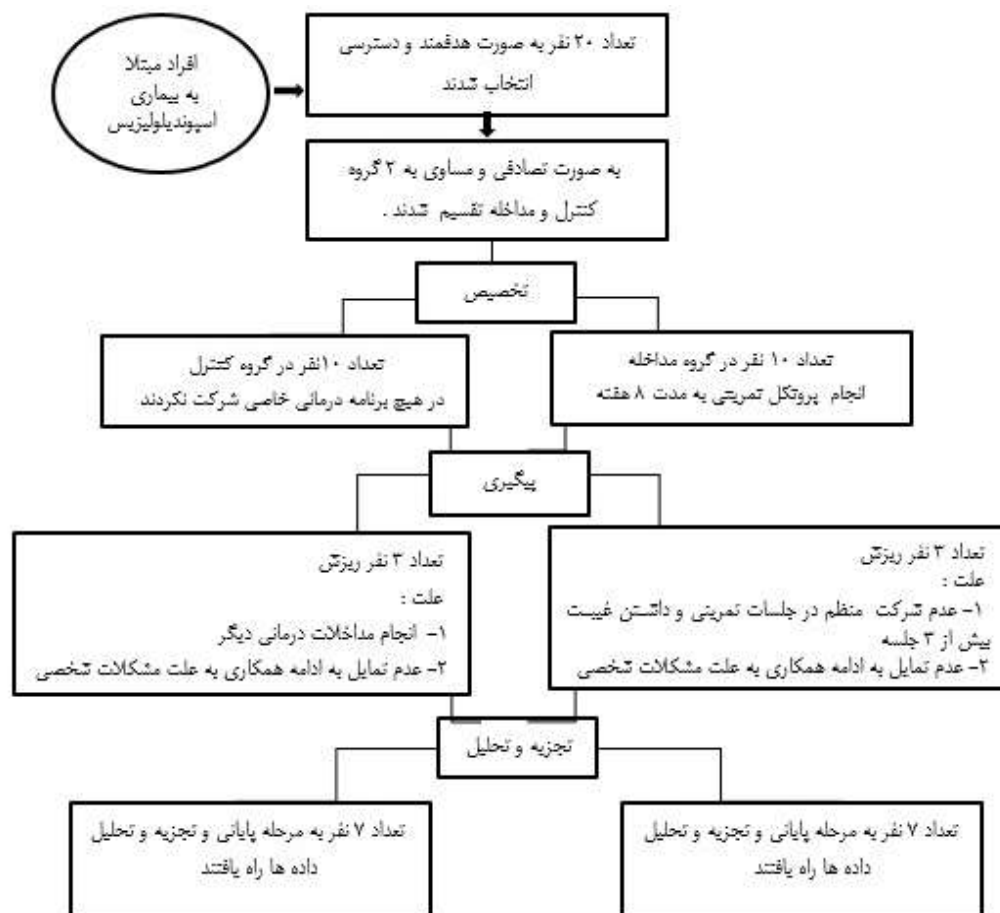 افراد مبتلا
به بیماری
اسپوندیلولیزیس
تعداد ۲۰ نفر به صورت هدفمند و دسترسی
انتخاب شدند
به صورت تصادفی و مساوی به ۲ گروه
کنترل و مداخله تقسیم شدند .
تخصیص
تعداد ۱۰ نفر در گروه مداخله
انجام پروتکل تمرینی به مدت ۸ هفته
تعداد ۱۰نفر در گروه کنترل
در هیچ برنامه درمانی خاصی شرکت نکردند
پیگیری
تعداد ۳ نفر ریزش
علت :
۱- عدم شرکت منظم در جلسات تمرینی و داشتن غیبت
بیش از ۳ جلسه
۲- عدم تمایل به ادامه همکاری به علت مشکلات شخصی
تعداد ۳ نفر ریزش
علت :
۱- انجام مداخلات درمانی دیگر
۲- عدم تمایل به ادامه همکاری به علت مشکلات شخصی
تجزیه و تحلیل
تعداد ۷ نفر به مرحله پایانی و تجزیه و تحلیل
داده ها راه یافتند
تعداد ۷ نفر به مرحله پایانی و تجزیه و تحلیل
داده ها راه یافتند